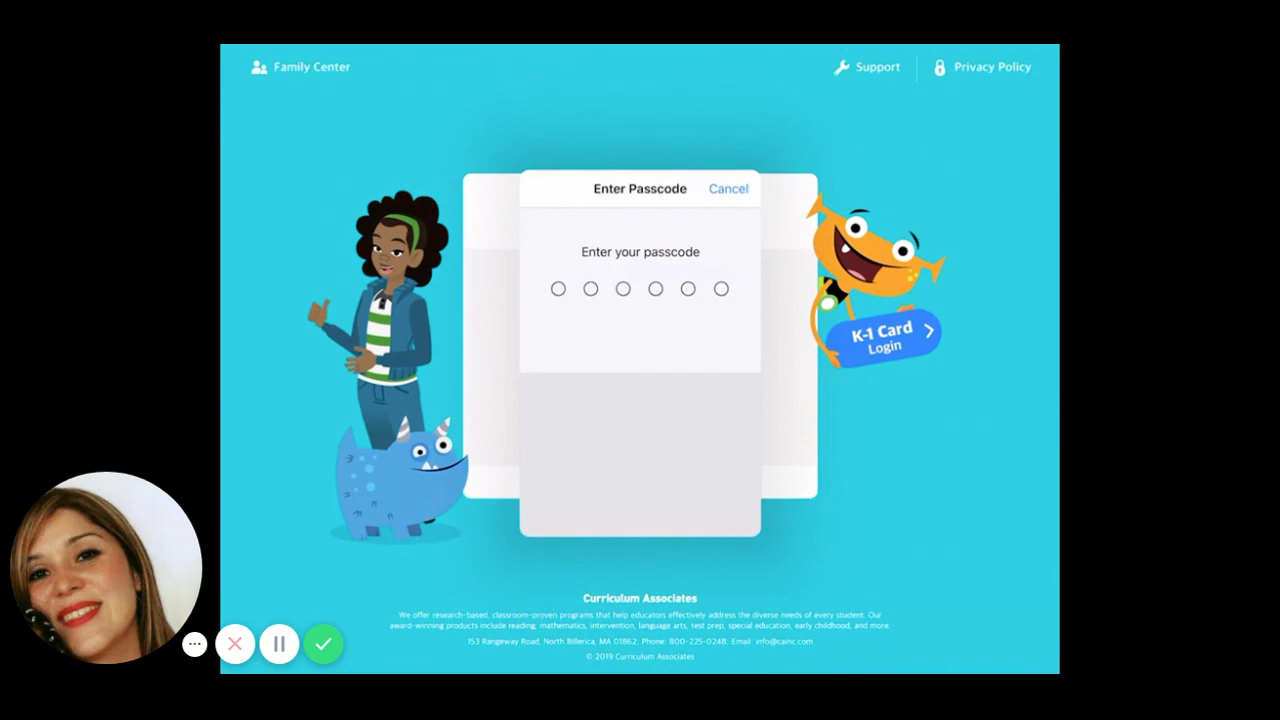 Family Center
Support
Privacy Policy
Enter Passcode
Cancel
Enter your passcode
K-1 Card
Login
Curriculum Associates
We offer research-based, classroom-proven programs that help educators effectively address the diverse needs of every student. Our
award-winning products include reading, mathematics, intervention, language arts, test prep, special education, early childhood, and more.
153 Rangeway Road, North Billerica, MA 01862; Phone: 800-225-0248; Email: info@cainc.com
© 2019 Curriculum Associates